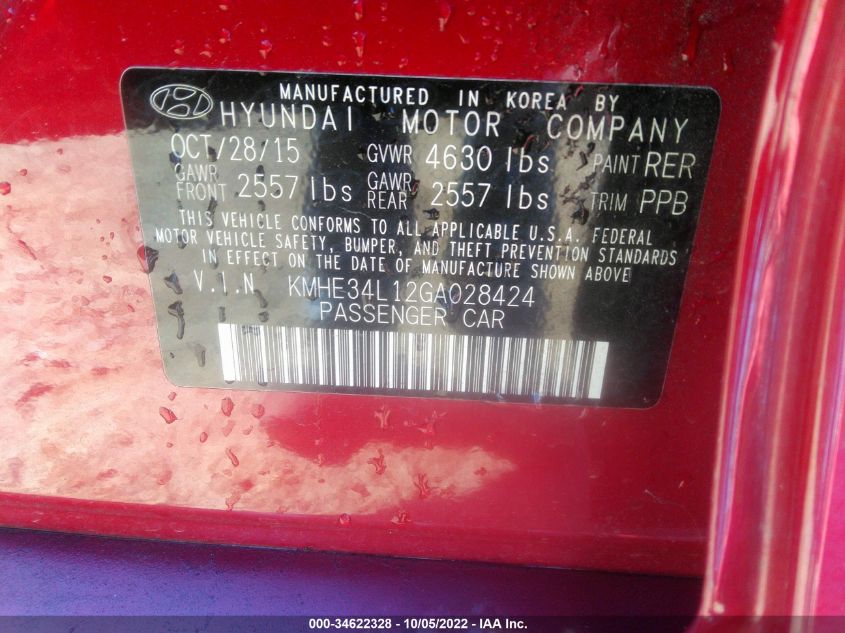 MANUFACTURED IN KOREA BY
HYUNDAI MOTOR COMPANY
OCT/28/15 GVWR 4630 lbs PAINT RER
GAWR FRONT 2557 lbs GAWR REAR 2557 lbs TRIM PPB
THIS VEHICLE CONFORMS TO ALL APPLICABLE U.S.A. FEDERAL
MOTOR VEHICLE SAFETY, BUMPER, AND THEFT PREVENTION STANDARDS
IN EFFECT ON THE DATE OF MANUFACTURE SHOWN ABOVE
V.I.N KMHE34L12GA028424
PASSENGER CAR
000-34622328 - 10/05/2022 - IAA Inc.